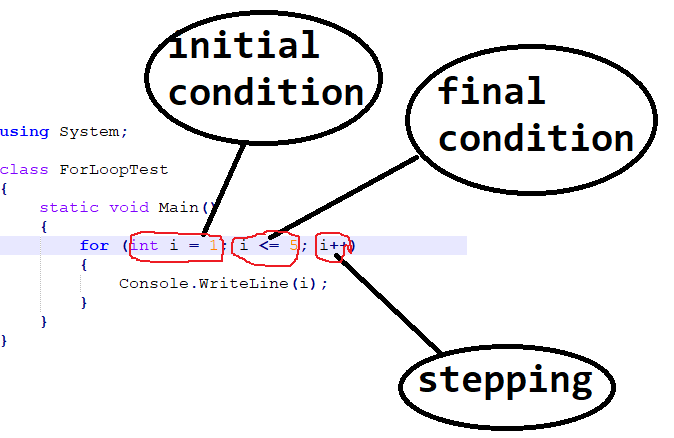 initial
condition
final
condition
using System;
class ForLoopTest
{
static void Main()
{
for (int i = 1; i <= 5; i++)
{
Console.WriteLine(i);
}
}
}
stepping